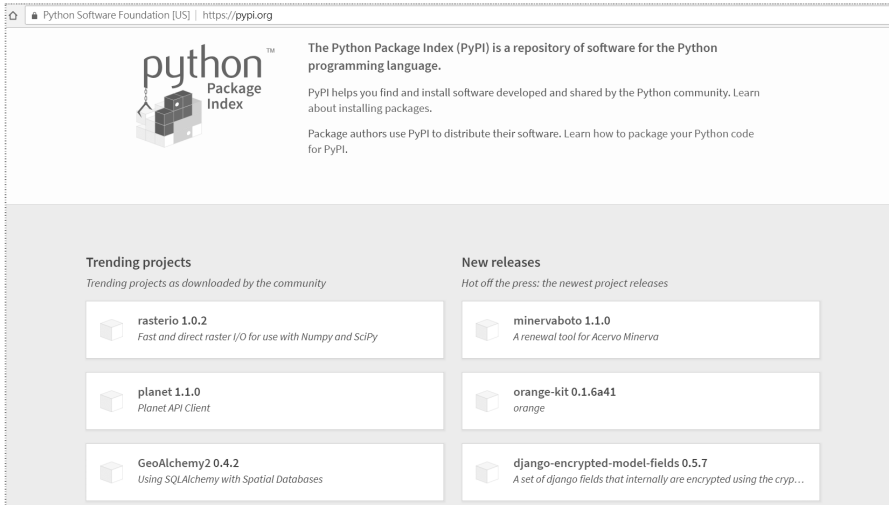 Python Software Foundation [US] | https://pypi.org
python™
Package
Index
The Python Package Index (PyPI) is a repository of software for the Python
programming language.
PyPI helps you find and install software developed and shared by the Python community. Learn
about installing packages.
Package authors use PyPI to distribute their software. Learn how to package your Python code
for PyPI.
Trending projects
Trending projects as downloaded by the community
rasterio 1.0.2
Fast and direct raster I/O for use with Numpy and SciPy
planet 1.1.0
Planet API Client
GeoAlchemy2 0.4.2
Using SQLAlchemy with Spatial Databases
New releases
Hot off the press: the newest project releases
minervaboto 1.1.0
A renewal tool for Acervo Minerva
orange-kit 0.1.6a41
orange
django-encrypted-model-fields 0.5.7
A set of django fields that internally are encrypted using the cryp…